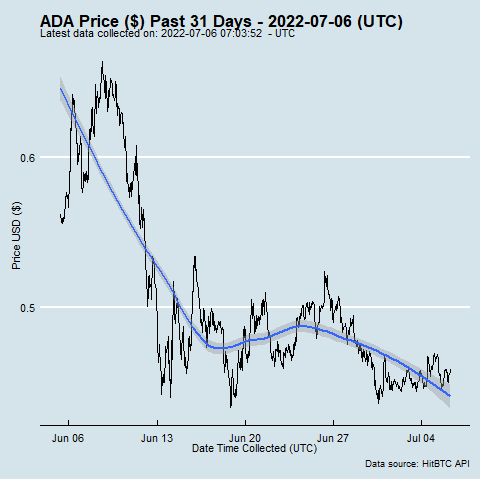 ADA Price ($) Past 31 Days - 2022-07-06 (UTC)
Latest data collected on: 2022-07-06 07:03:52  - UTC
0.6
0.5
Price USD ($)
Jun 06 Jun 13 Jun 20 Jun 27 Jul 04
Date Time Collected (UTC)
Data source: HitBTC API